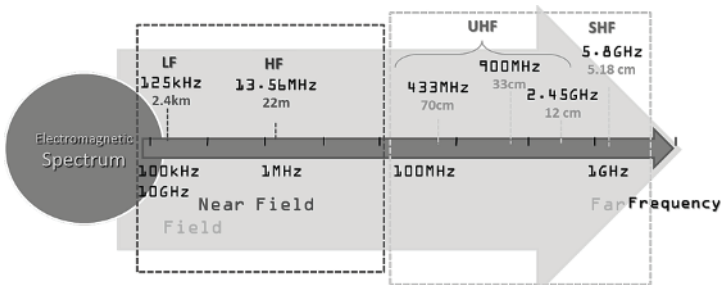 UHF
SHF
LF
HF
5.8GHz
125kHz
13.56MHz
900MHz
5.18 cm
433MHz
33cm
2.4km
22m
2.45GHz
70cm
12 cm
Electromagnetic
Spectrum
100kHz
1MHz
100MHz
1GHz
10GHz
Near Field
Far
Frequency
Field